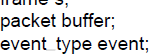 frame s;
packet buffer;
event_type event;